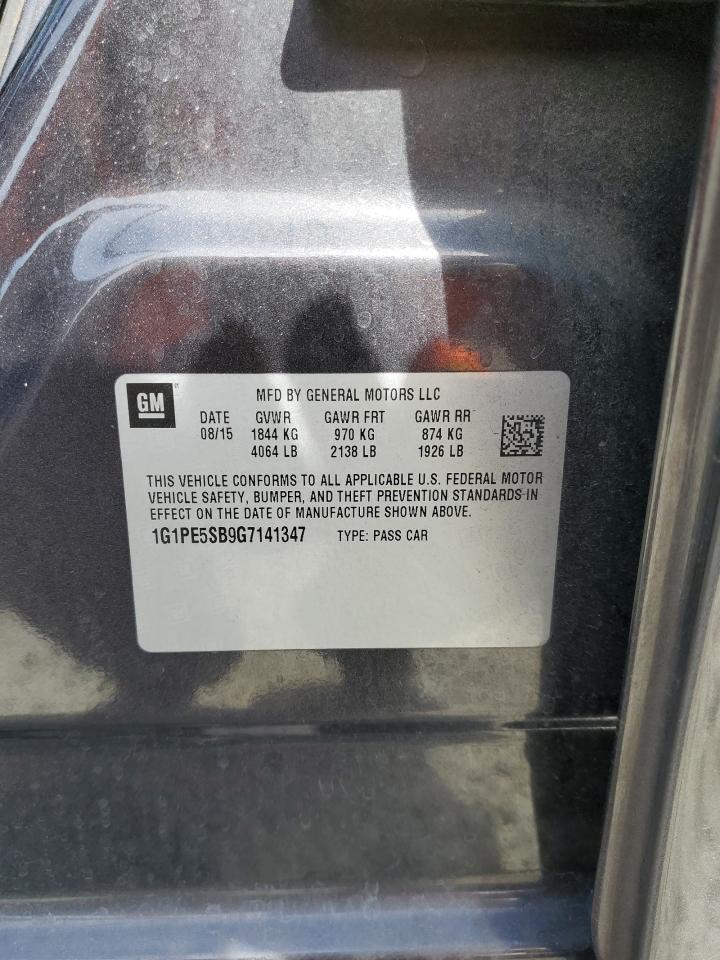 GM
MFD BY GENERAL MOTORS LLC
DATE GVWR GAWR FRT GAWR RR
08/15 1844 KG 970 KG 874 KG
4064 LB 2138 LB 1926 LB
THIS VEHICLE CONFORMS TO ALL APPLICABLE U.S. FEDERAL MOTOR
VEHICLE SAFETY, BUMPER, AND THEFT PREVENTION STANDARDS IN
EFFECT ON THE DATE OF MANUFACTURE SHOWN ABOVE.
1G1PE5SB9G7141347 TYPE: PASS CAR